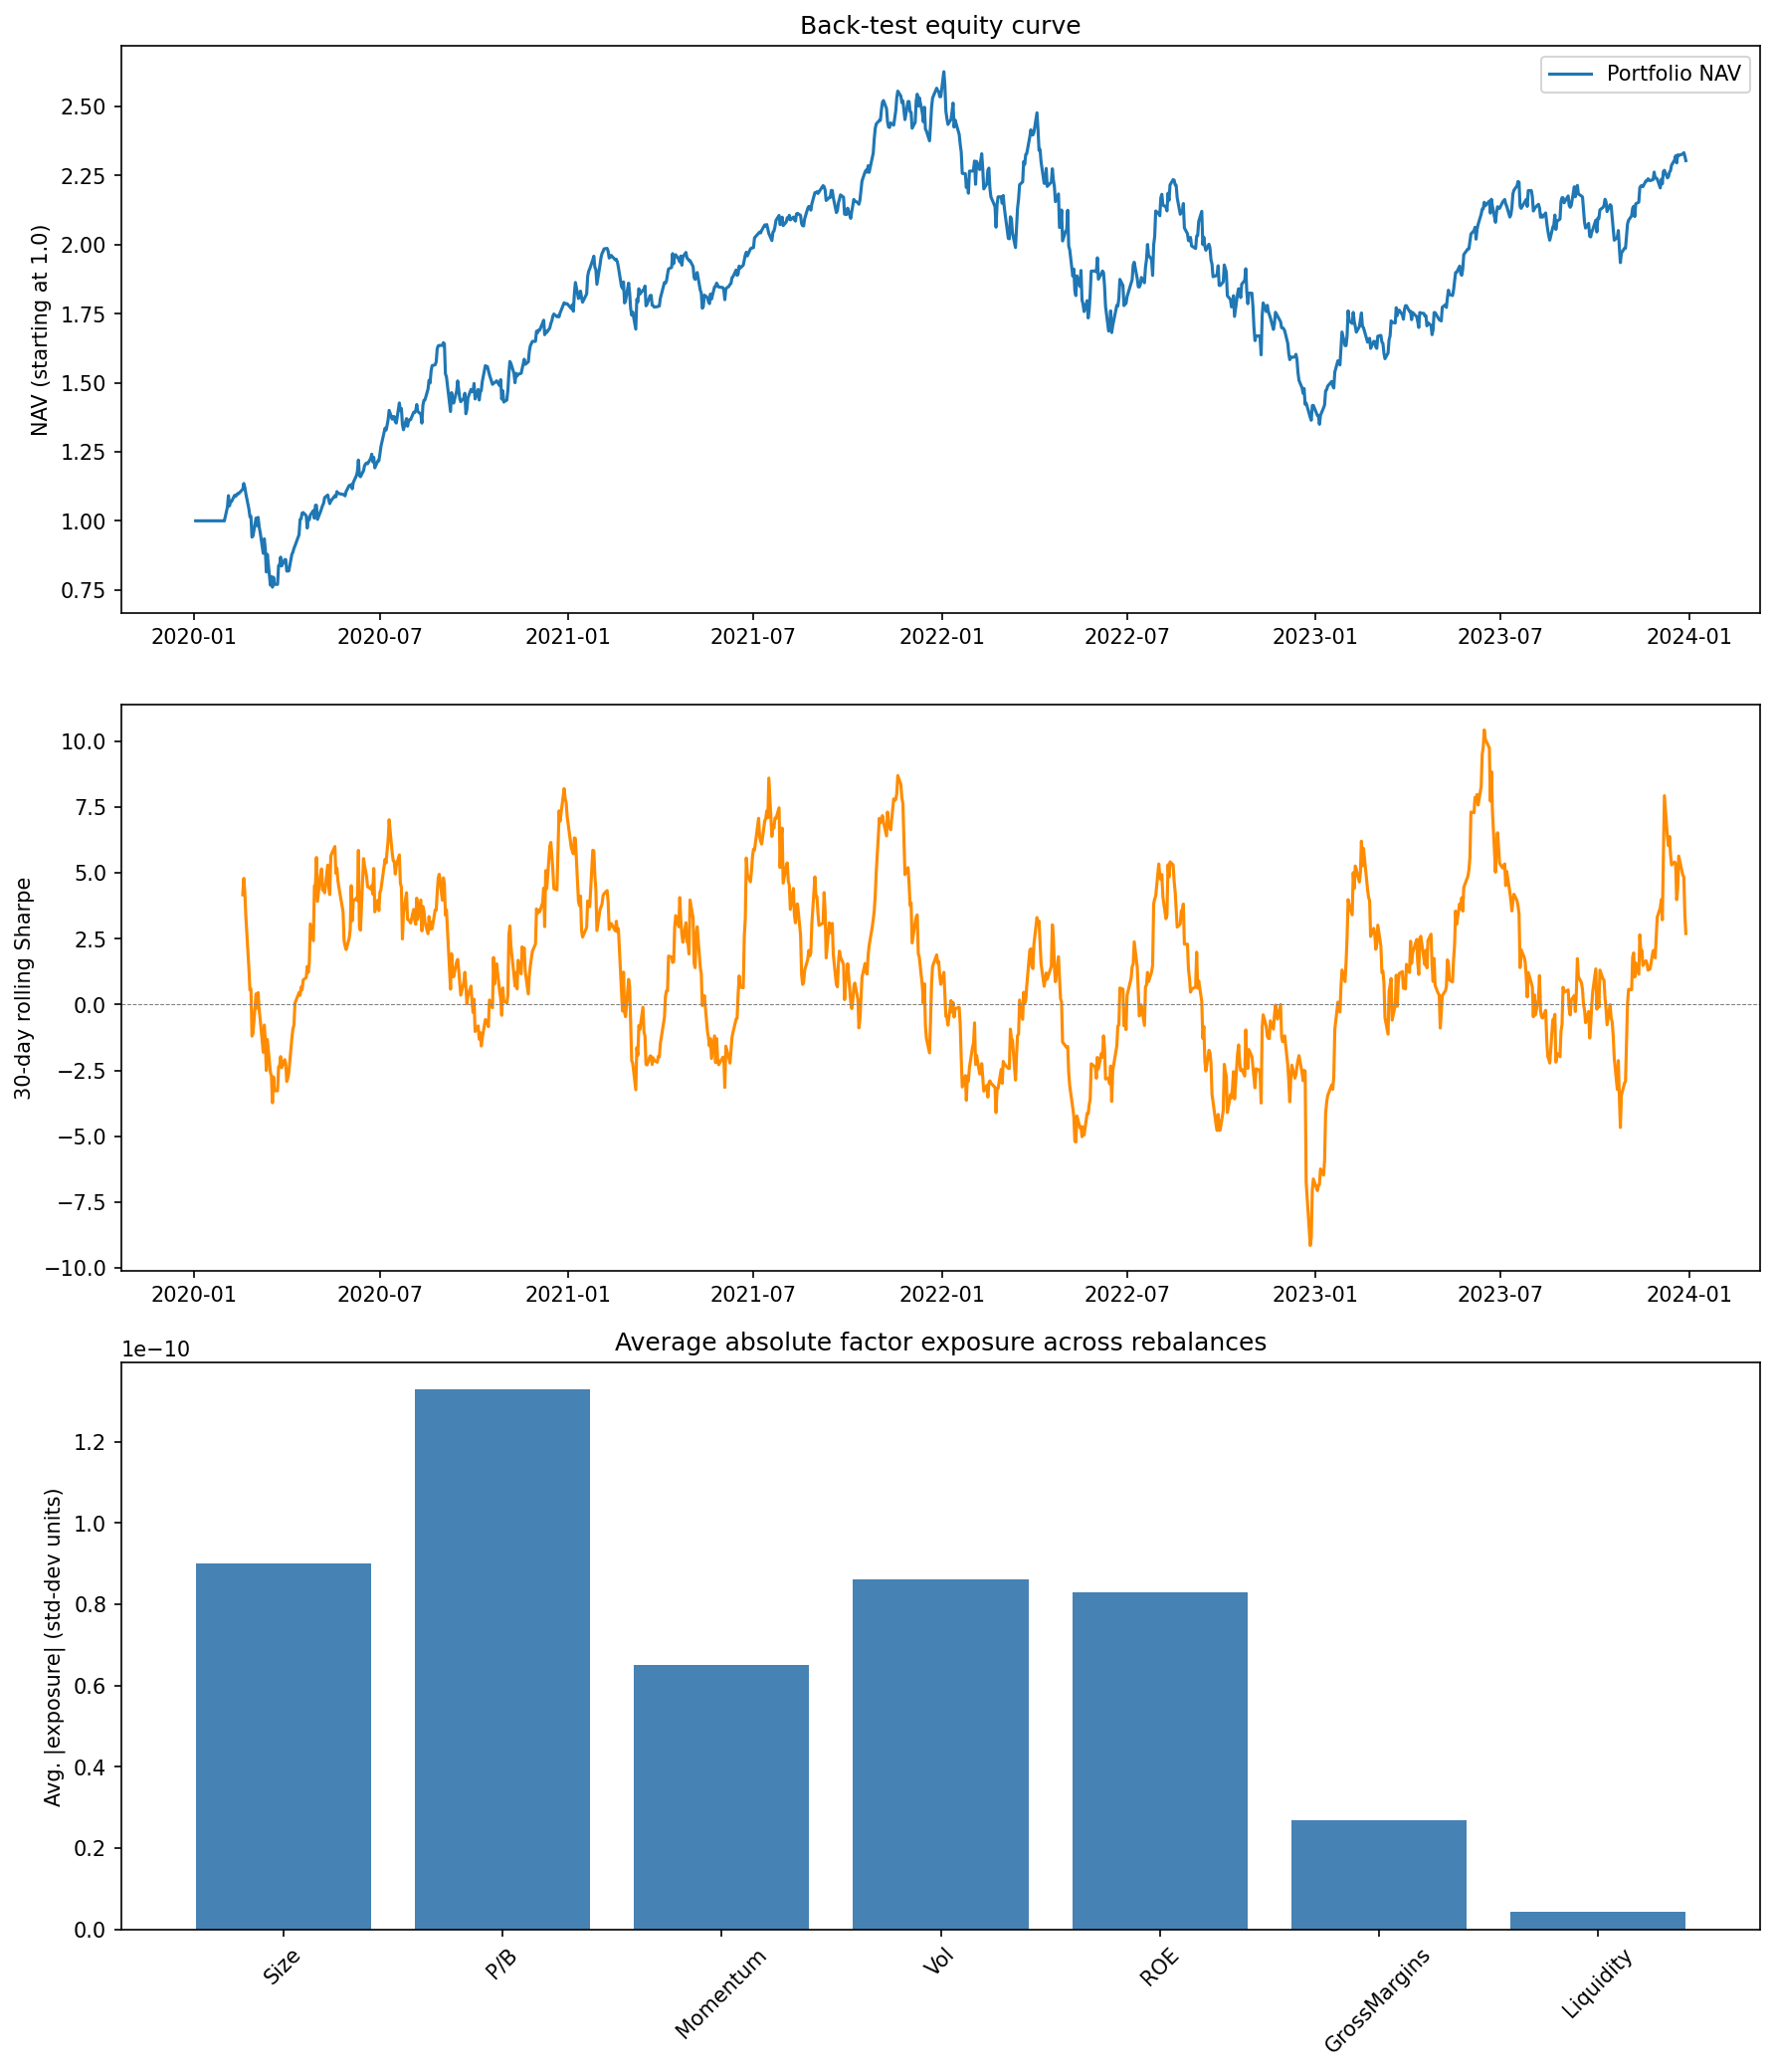 Back-test equity curve
NAV (starting at 1.0)
2.50
2.25
2.00
1.75
1.50
1.25
1.00
0.75
Portfolio NAV
2020-01 2020-07 2021-01 2021-07 2022-01 2022-07 2023-01 2023-07 2024-01
30-day rolling Sharpe
10.0
7.5
5.0
2.5
0.0
−2.5
−5.0
−7.5
−10.0
2020-01 2020-07 2021-01 2021-07 2022-01 2022-07 2023-01 2023-07 2024-01
Average absolute factor exposure across rebalances
1e−10
Avg. |exposure| (std-dev units)
1.2
1.0
0.8
0.6
0.4
0.2
0.0
Size
P/B
Momentum
Vol
ROE
GrossMargins
Liquidity